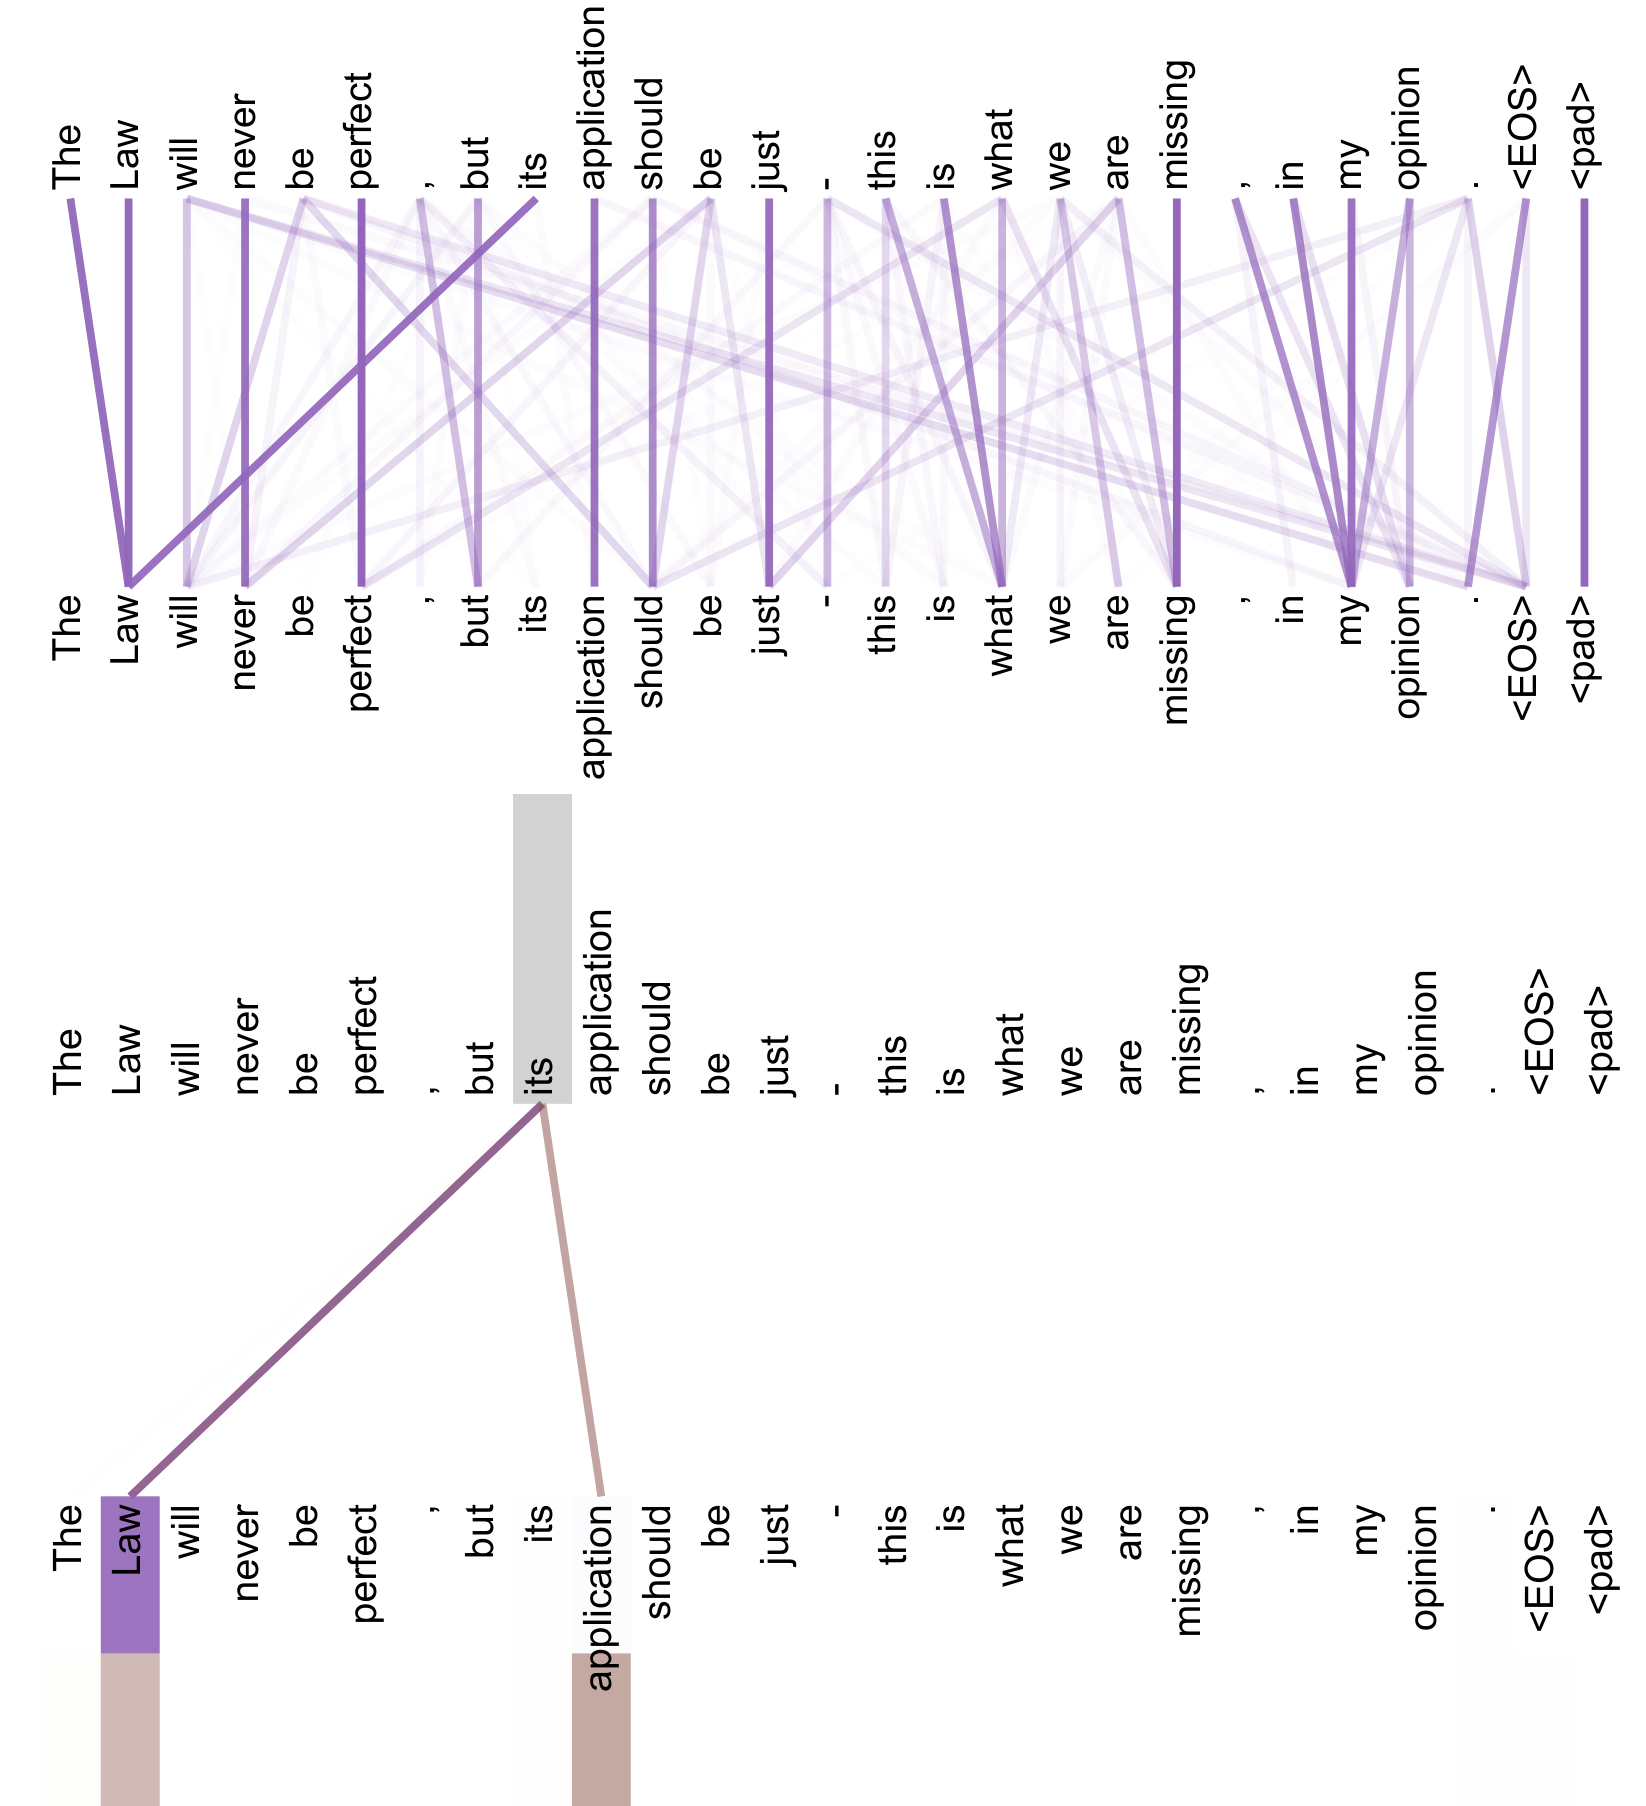 The Law will never be perfect , but its application should be just - this is what we are missing , in my opinion . <EOS> <pad>
The Law will never be perfect , but its application should be just - this is what we are missing , in my opinion . <EOS> <pad>
The Law will never be perfect , but its application should be just - this is what we are missing , in my opinion . <EOS> <pad>
The Law will never be perfect , but its application should be just - this is what we are missing , in my opinion . <EOS> <pad>